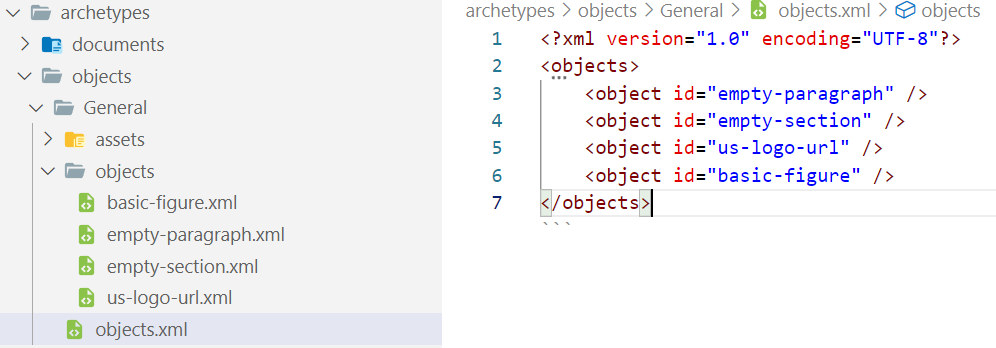 archetypes
documents
objects
General
assets
objects
basic-figure.xml
empty-paragraph.xml
empty-section.xml
us-logo-url.xml
objects.xml
archetypes > objects > General > objects.xml > objects
1 <?xml version="1.0" encoding="UTF-8"?>
2 <objects>
3     <object id="empty-paragraph" />
4     <object id="empty-section" />
5     <object id="us-logo-url" />
6     <object id="basic-figure" />
7 </objects>
```